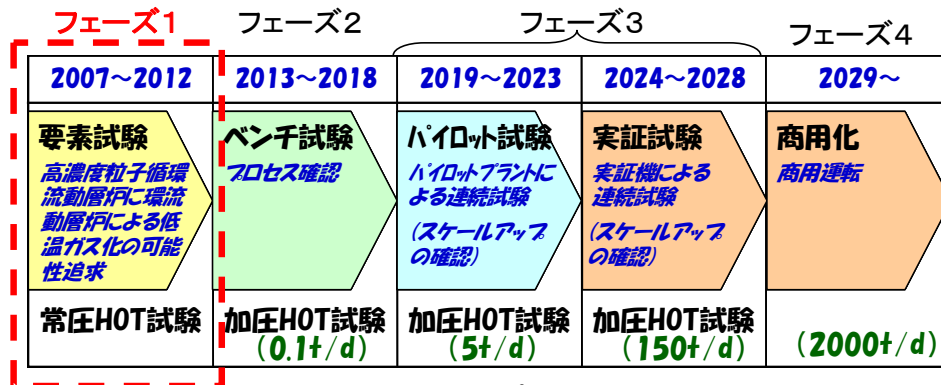 フェーズ1
フェーズ2
フェーズ3
フェーズ4
2007～2012
2013～2018
2019～2023
2024～2028
2029～
要素試験
高濃度粒子循環
流動層炉に環流
動層炉による低
温ガス化の可能
性追求
ベンチ試験
プロセス確認
パイロット試験
パイロットプラントに
よる連続試験
(スケールアップ
の確認)
実証試験
実証機による
連続試験
(スケールアップ
の確認)
商用化
商用運転
常圧HOT試験
加圧HOT試験
(0.1t/d)
加圧HOT試験
(5t/d)
加圧HOT試験
(150t/d)
(2000t/d)